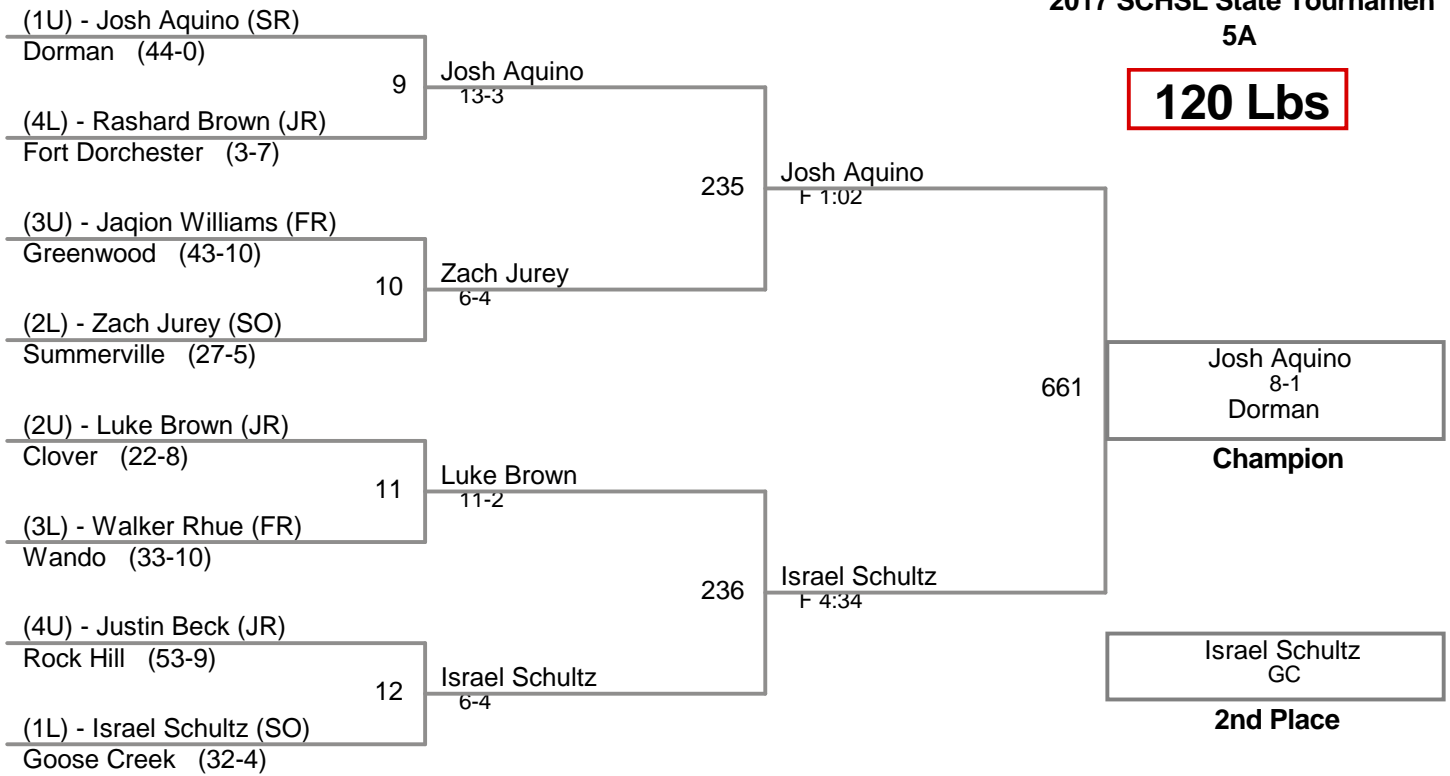 2017 SCHSL State Tournamen
5A
120 Lbs
(1U) - Josh Aquino (SR)
Dorman (44-0)
9
Josh Aquino
13-3
(4L) - Rashard Brown (JR)
Fort Dorchester (3-7)
235
Josh Aquino
F 1:02
(3U) - Jaqion Williams (FR)
Greenwood (43-10)
10
Zach Jurey
6-4
(2L) - Zach Jurey (SO)
Summerville (27-5)
661
Josh Aquino
8-1
Dorman
Champion
(2U) - Luke Brown (JR)
Clover (22-8)
11
Luke Brown
11-2
(3L) - Walker Rhue (FR)
Wando (33-10)
236
Israel Schultz
F 4:34
(4U) - Justin Beck (JR)
Rock Hill (53-9)
12
Israel Schultz
6-4
(1L) - Israel Schultz (SO)
Goose Creek (32-4)
Israel Schultz
GC
2nd Place